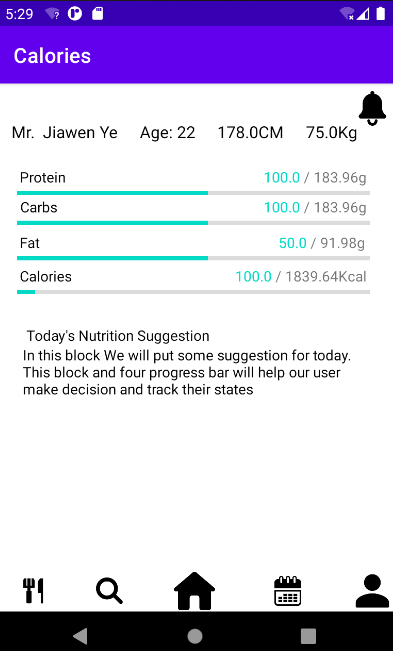 5:29
Calories
Mr. Jiawen Ye Age: 22 178.0CM 75.0Kg
Protein 100.0 / 183.96g
Carbs 100.0 / 183.96g
Fat 50.0 / 91.98g
Calories 100.0 / 1839.64Kcal
Today's Nutrition Suggestion
In this block We will put some suggestion for today.
This block and four progress bar will help our user
make decision and track their states